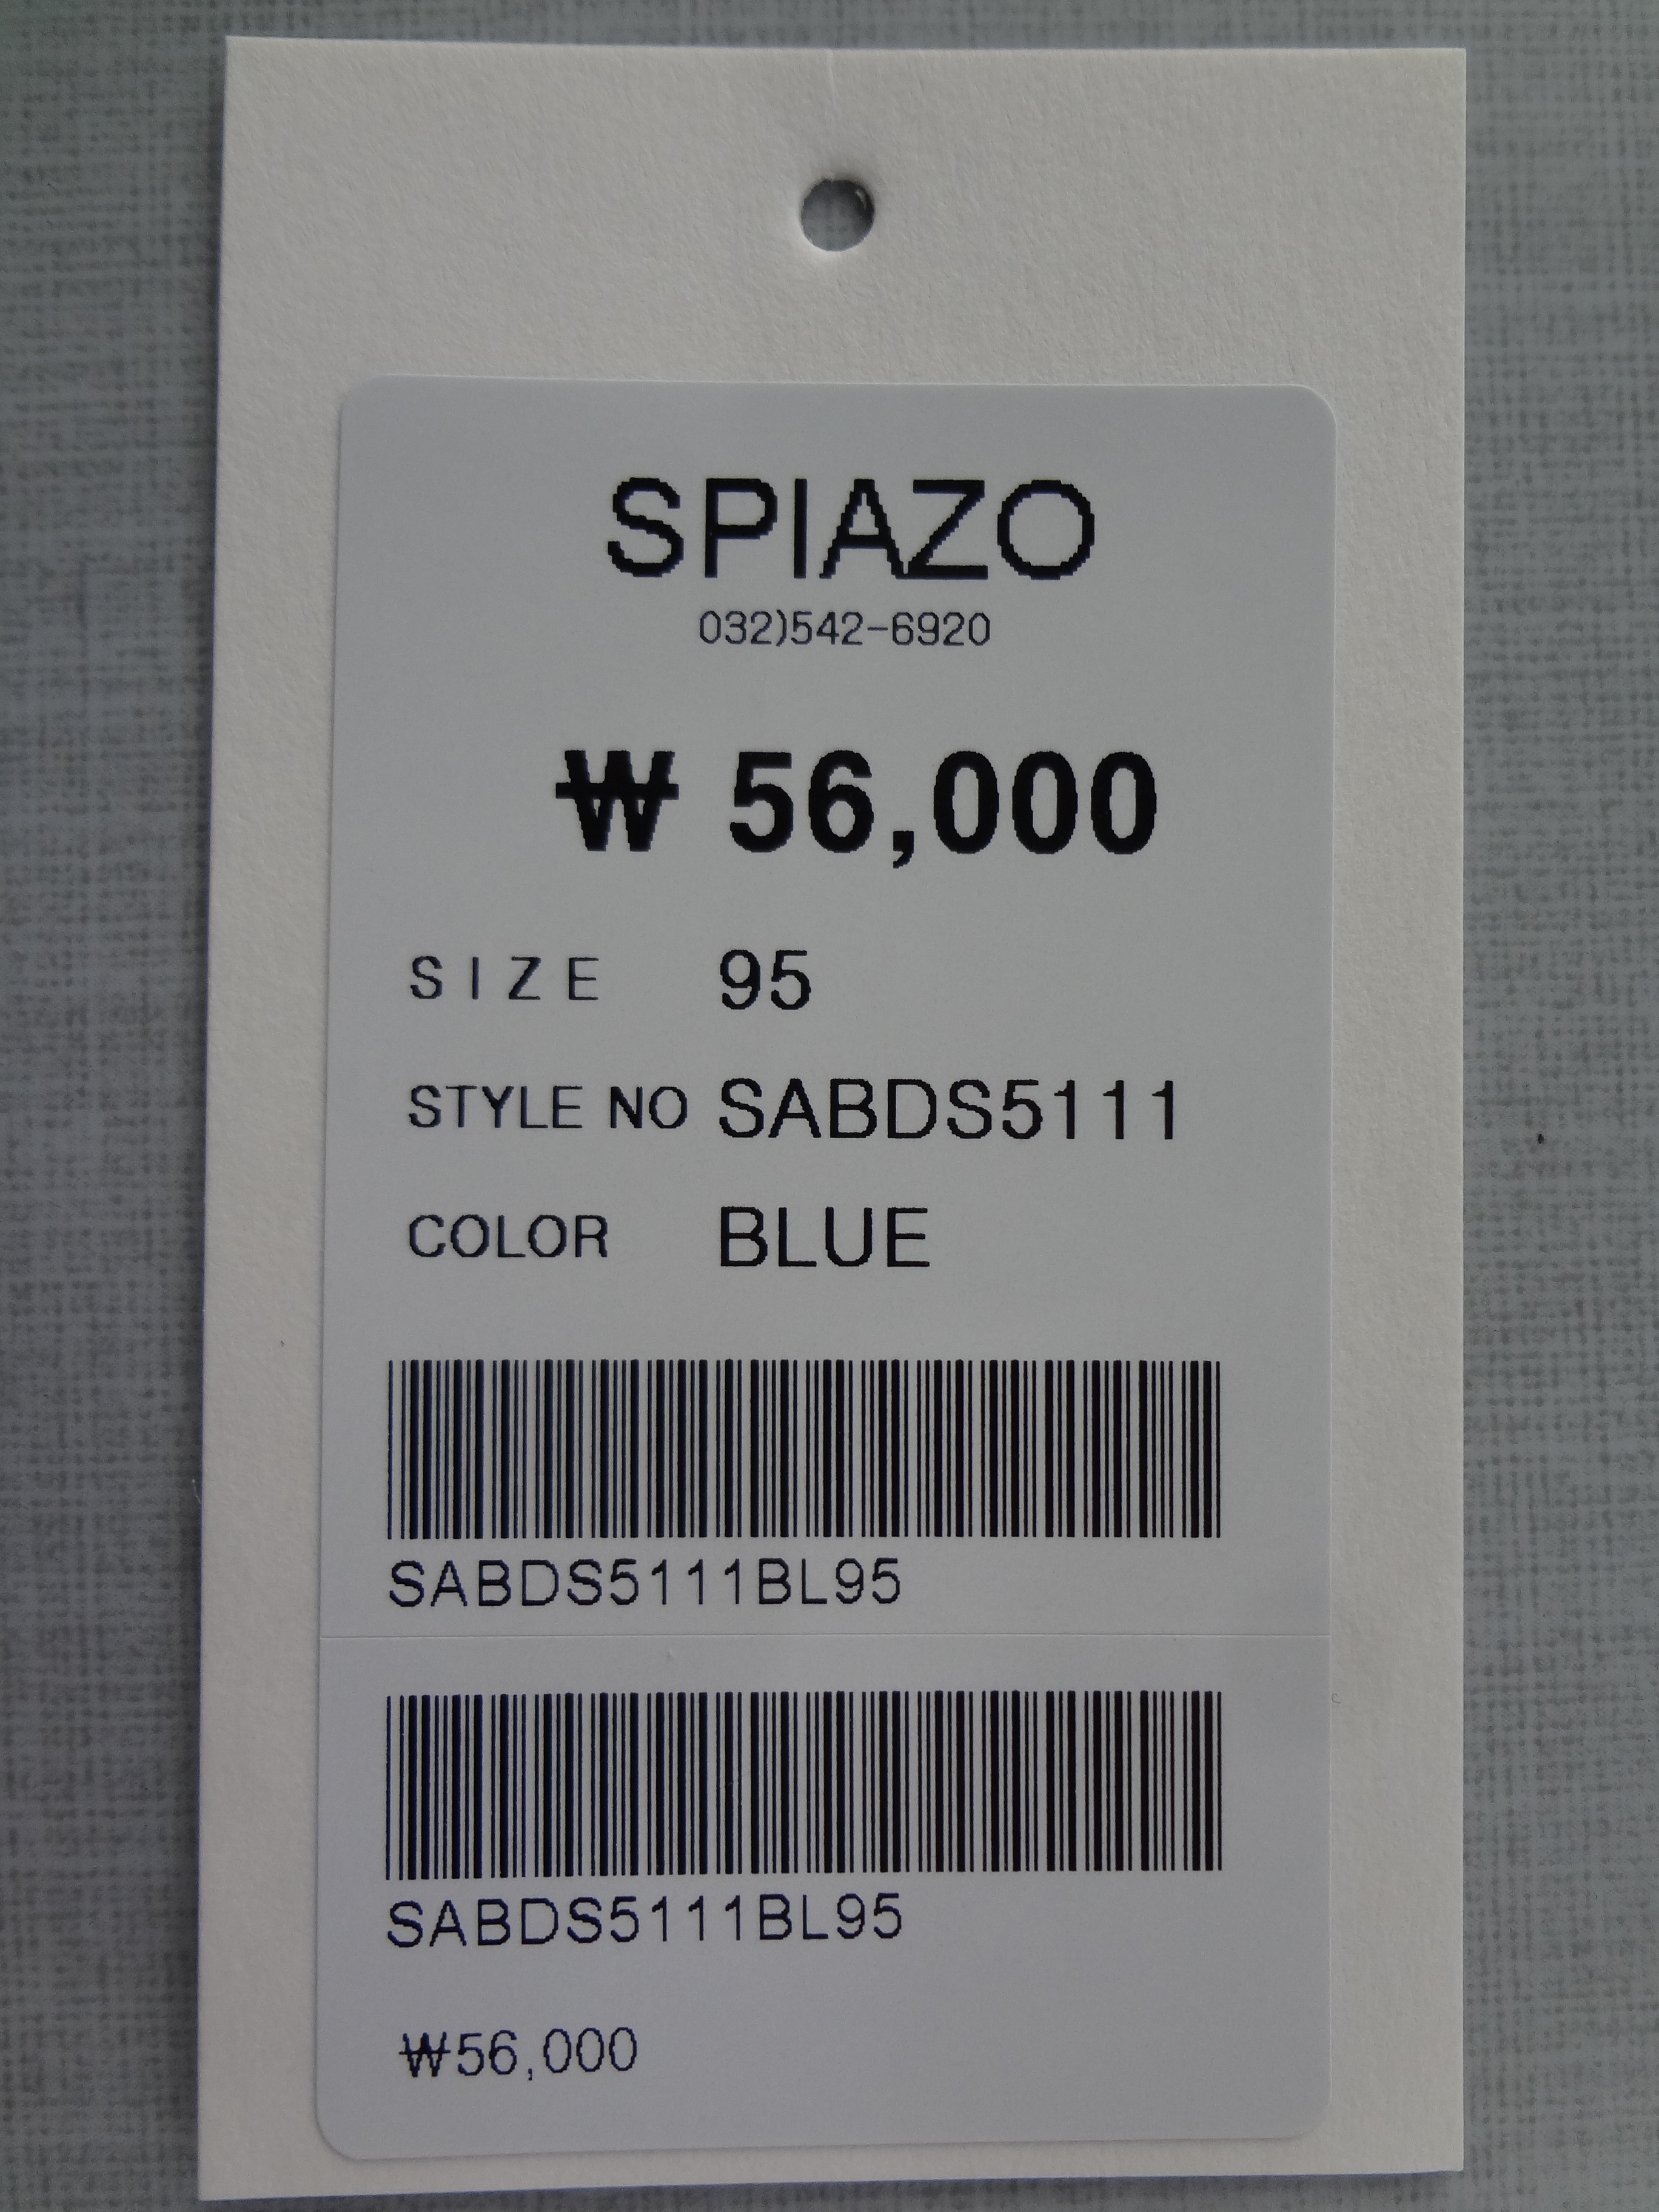 SPIAZO
032)542-6920
₩ 56,000
SIZE 95
STYLE NO SABDS5111
COLOR BLUE
SABDS5111BL95
SABDS5111BL95
₩56,000